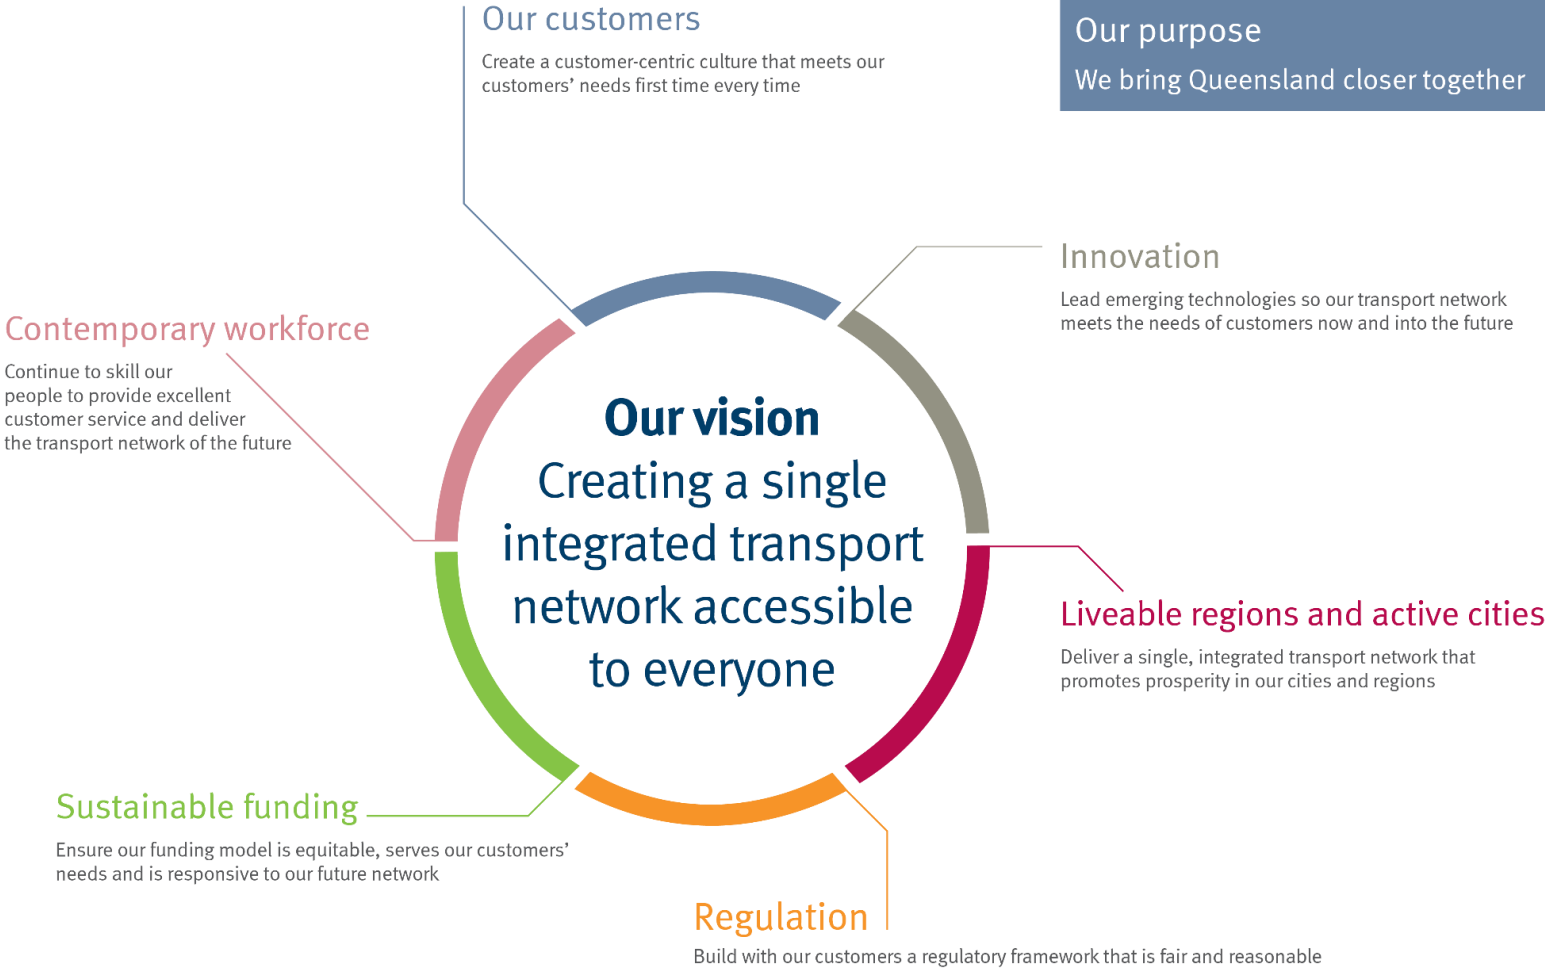 Our customers
Create a customer-centric culture that meets our
customers’ needs first time every time
Our purpose
We bring Queensland closer together
Innovation
Lead emerging technologies so our transport network
meets the needs of customers now and into the future
Contemporary workforce
Continue to skill our
people to provide excellent
customer service and deliver
the transport network of the future
Our vision
Creating a single
integrated transport
network accessible
to everyone
Liveable regions and active cities
Deliver a single, integrated transport network that
promotes prosperity in our cities and regions
Sustainable funding
Ensure our funding model is equitable, serves our customers’
needs and is responsive to our future network
Regulation
Build with our customers a regulatory framework that is fair and reasonable